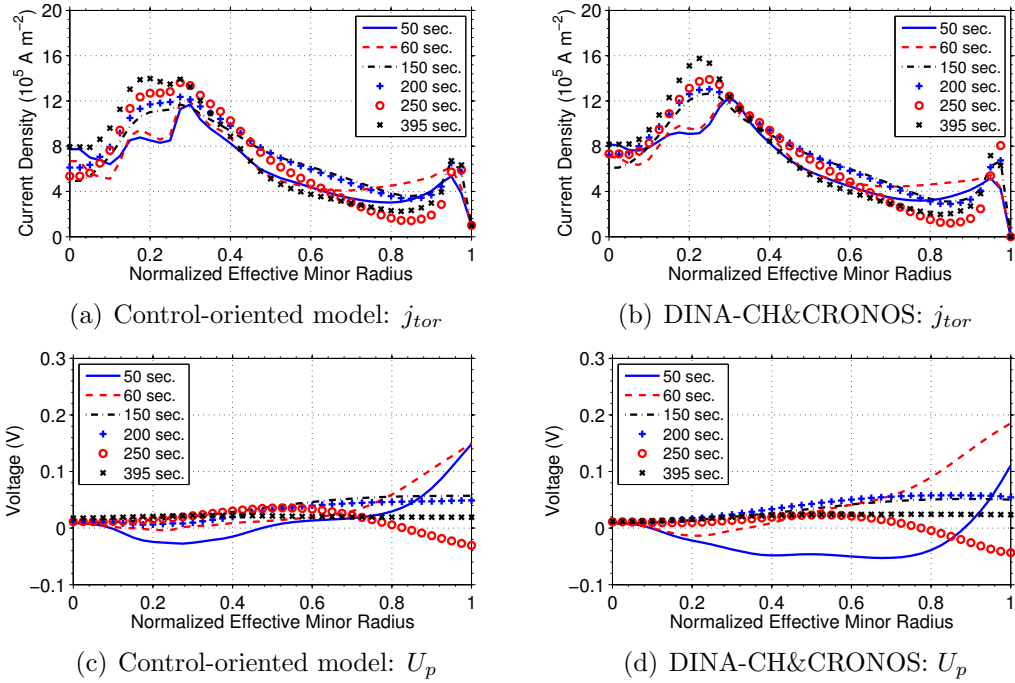 20
16
12
8
4
0
Current Density (10⁵ A m⁻²)
50 sec.
60 sec.
150 sec.
200 sec.
250 sec.
395 sec.
0 0.2 0.4 0.6 0.8 1
Normalized Effective Minor Radius
(a) Control-oriented model: j_tor
20
16
12
8
4
0
Current Density (10⁵ A m⁻²)
50 sec.
60 sec.
150 sec.
200 sec.
250 sec.
395 sec.
0 0.2 0.4 0.6 0.8 1
Normalized Effective Minor Radius
(b) DINA-CH&CRONOS: j_tor
0.3
0.2
0.1
0
−0.1
Voltage (V)
50 sec.
60 sec.
150 sec.
200 sec.
250 sec.
395 sec.
0 0.2 0.4 0.6 0.8 1
Normalized Effective Minor Radius
(c) Control-oriented model: U_p
0.3
0.2
0.1
0
−0.1
Voltage (V)
50 sec.
60 sec.
150 sec.
200 sec.
250 sec.
395 sec.
0 0.2 0.4 0.6 0.8 1
Normalized Effective Minor Radius
(d) DINA-CH&CRONOS: U_p